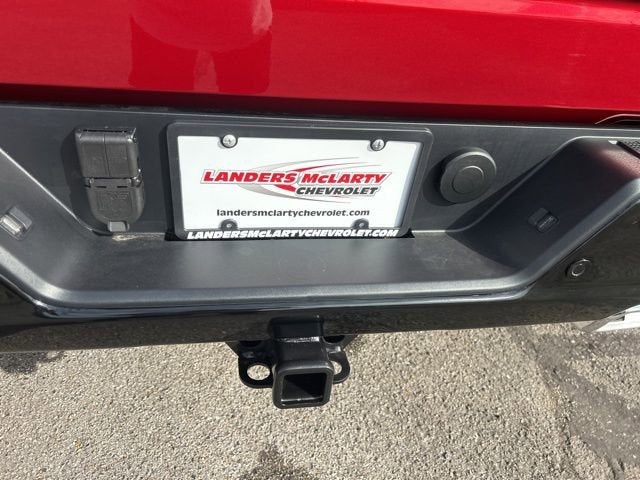 LANDERS McLARTY
CHEVROLET
landersmclartychevrolet.com
LANDERSMCLARTYCHEVROLET.COM